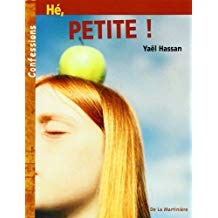 Confessions
Hé,
PETITE !
Yaël Hassan
De La Martinière